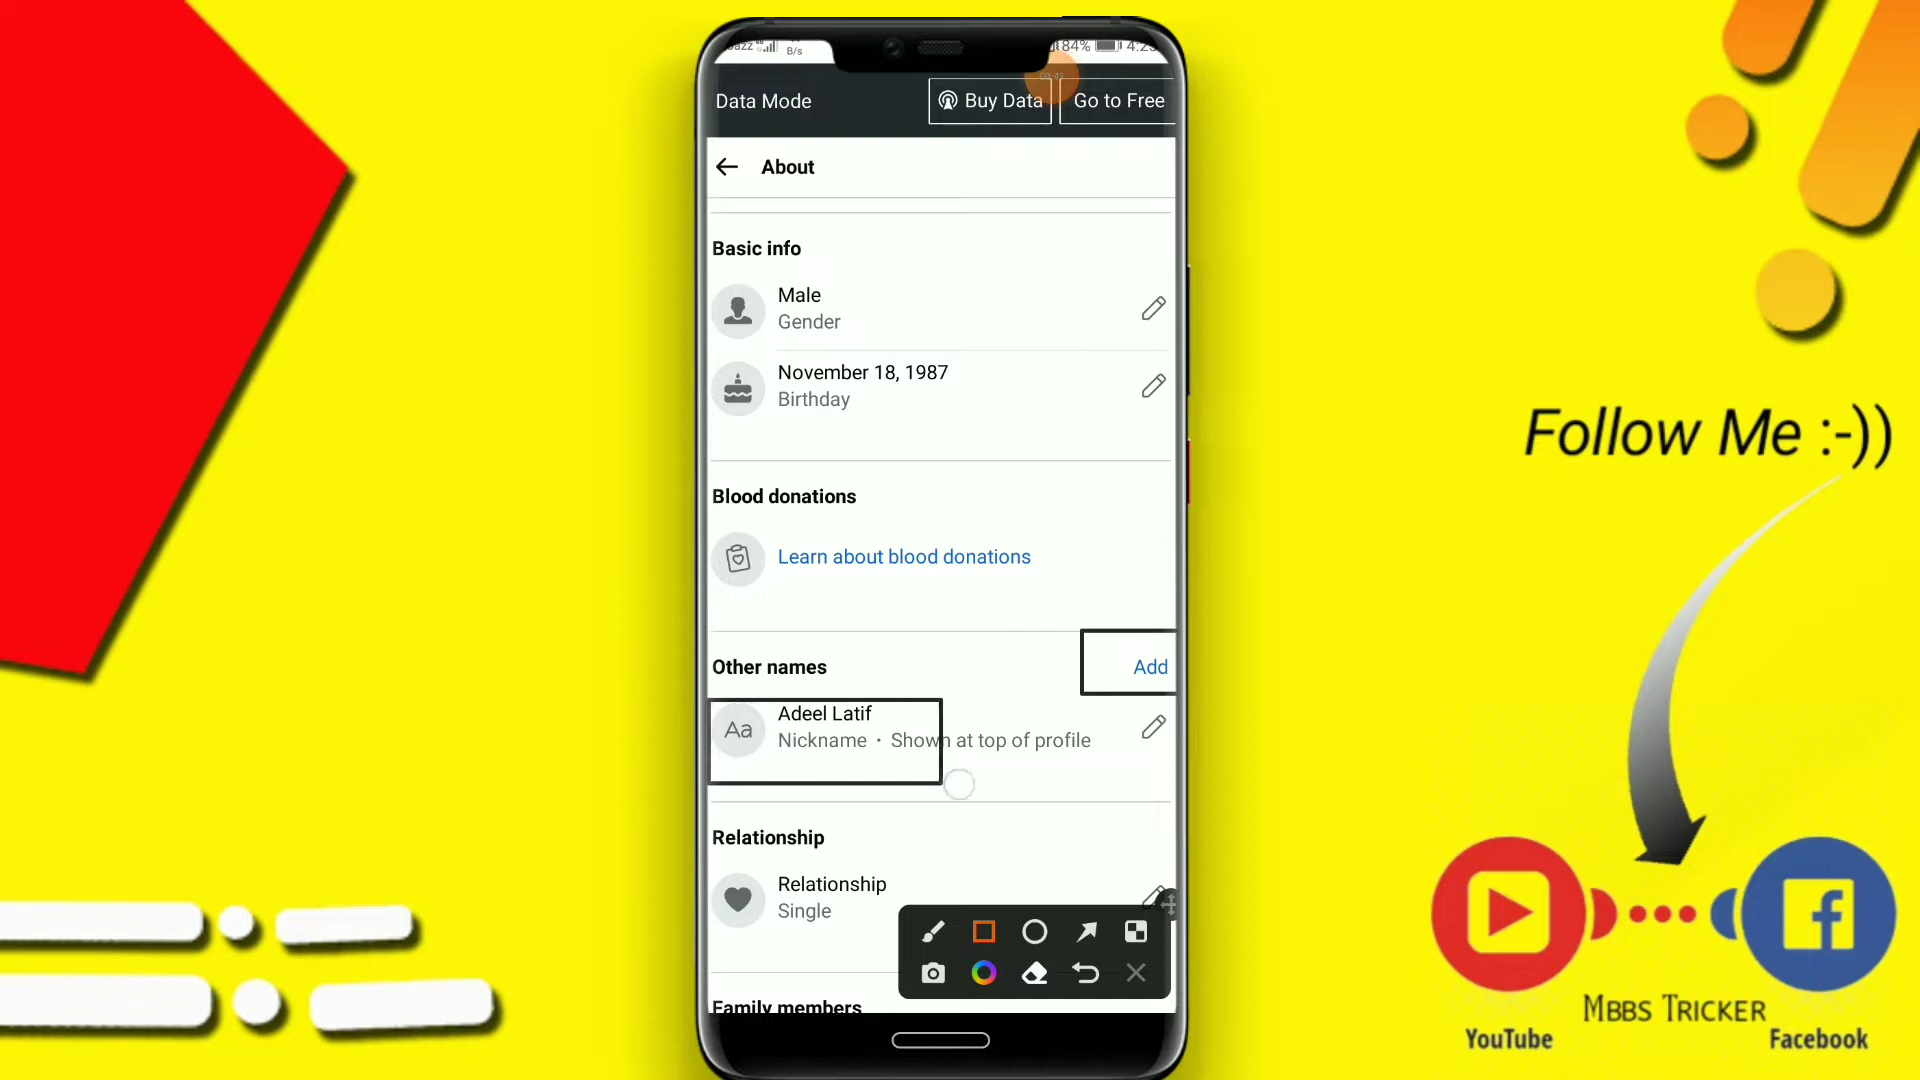 B/s
84%
Data Mode
Buy Data
Go to Free
About
Basic info
Male
Gender
November 18, 1987
Birthday
Blood donations
Learn about blood donations
Other names
Add
Aa
Adeel Latif
Nickname · Shown at top of profile
Relationship
Relationship
Single
Family members
Follow Me :-))
MBBS TRICKER
YouTube
Facebook